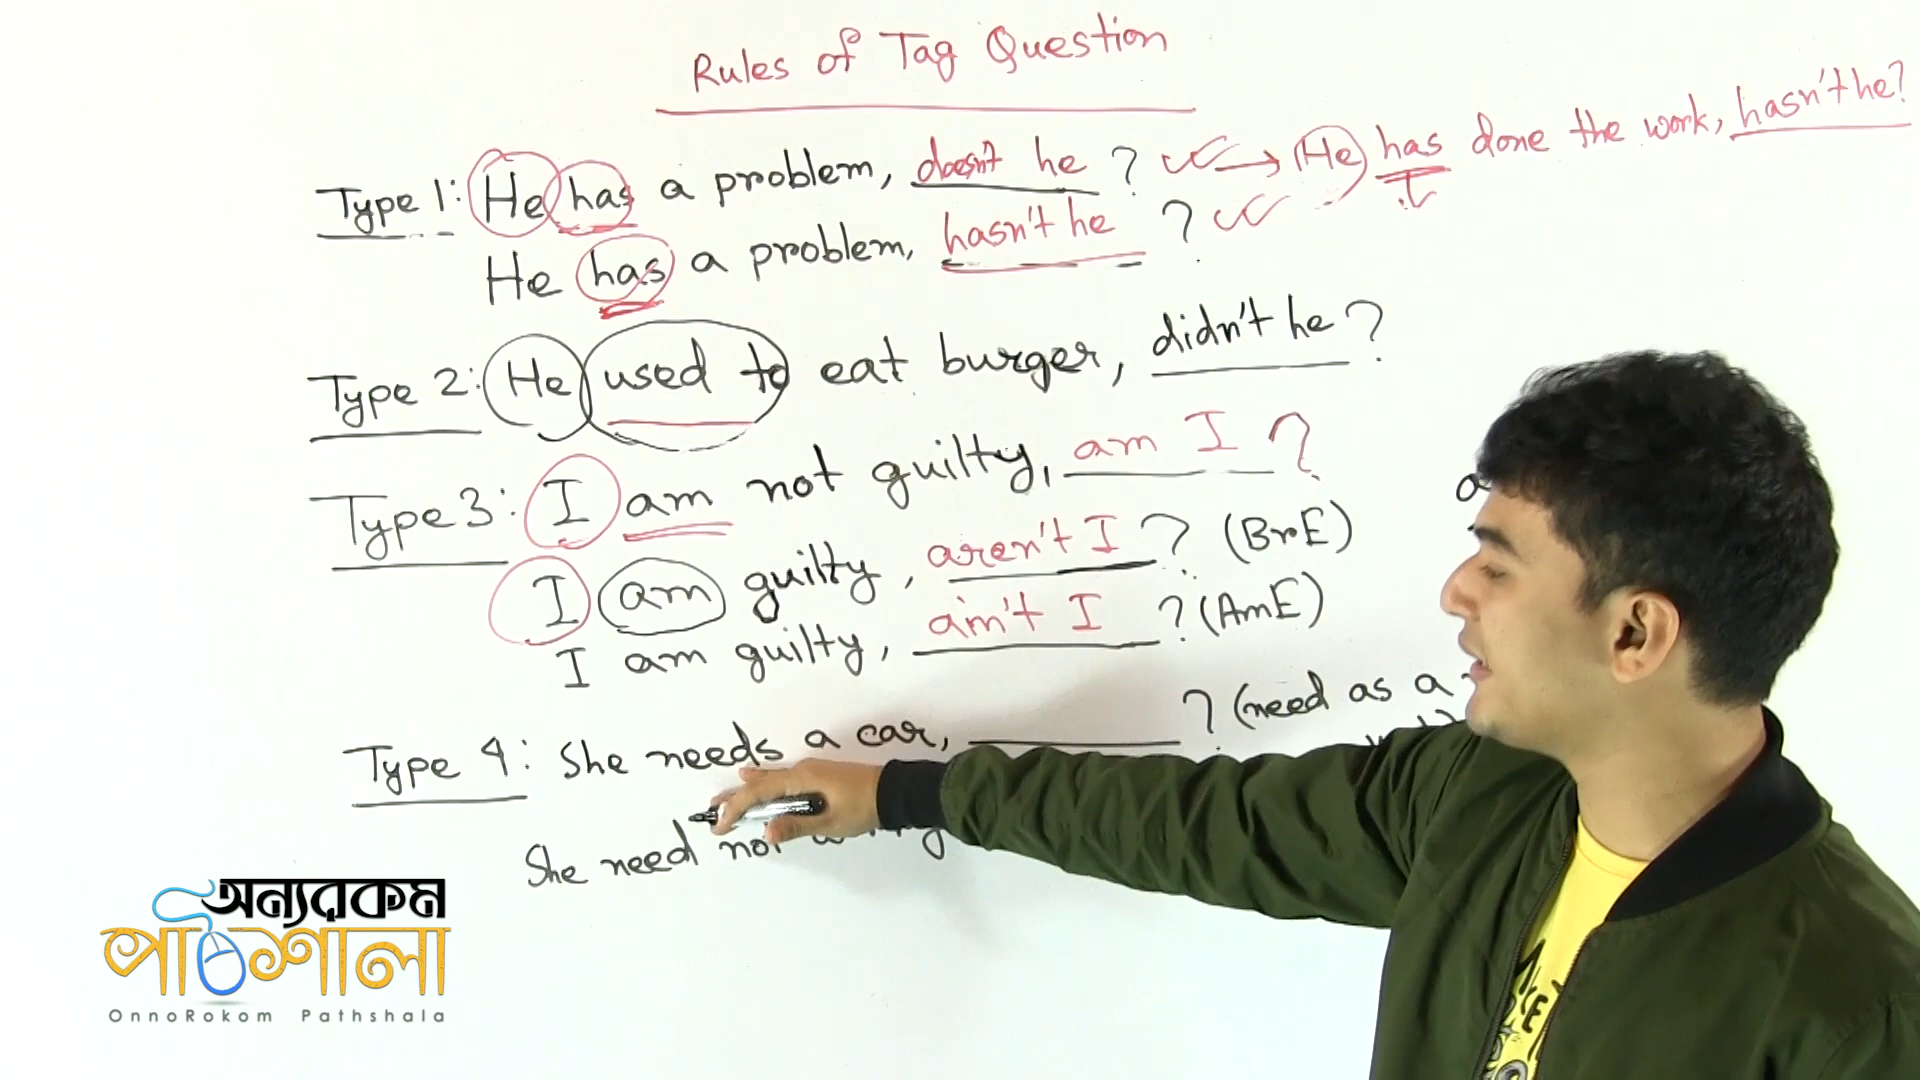 Rules of Tag Question
Type 1: He has a problem, doesn't he ? → He has done the work, hasn't he?
He has a problem, hasn't he ?
Type 2: He used to eat burger, didn't he ?
Type 3: I am not guilty, am I ?
I am guilty, aren't I ? (BrE)
I am guilty, ain't I ? (AmE)
Type 4: She needs a car, ? (need as a
She need not
অন্যরকম
পাঠশালা
OnnoRokom Pathshala